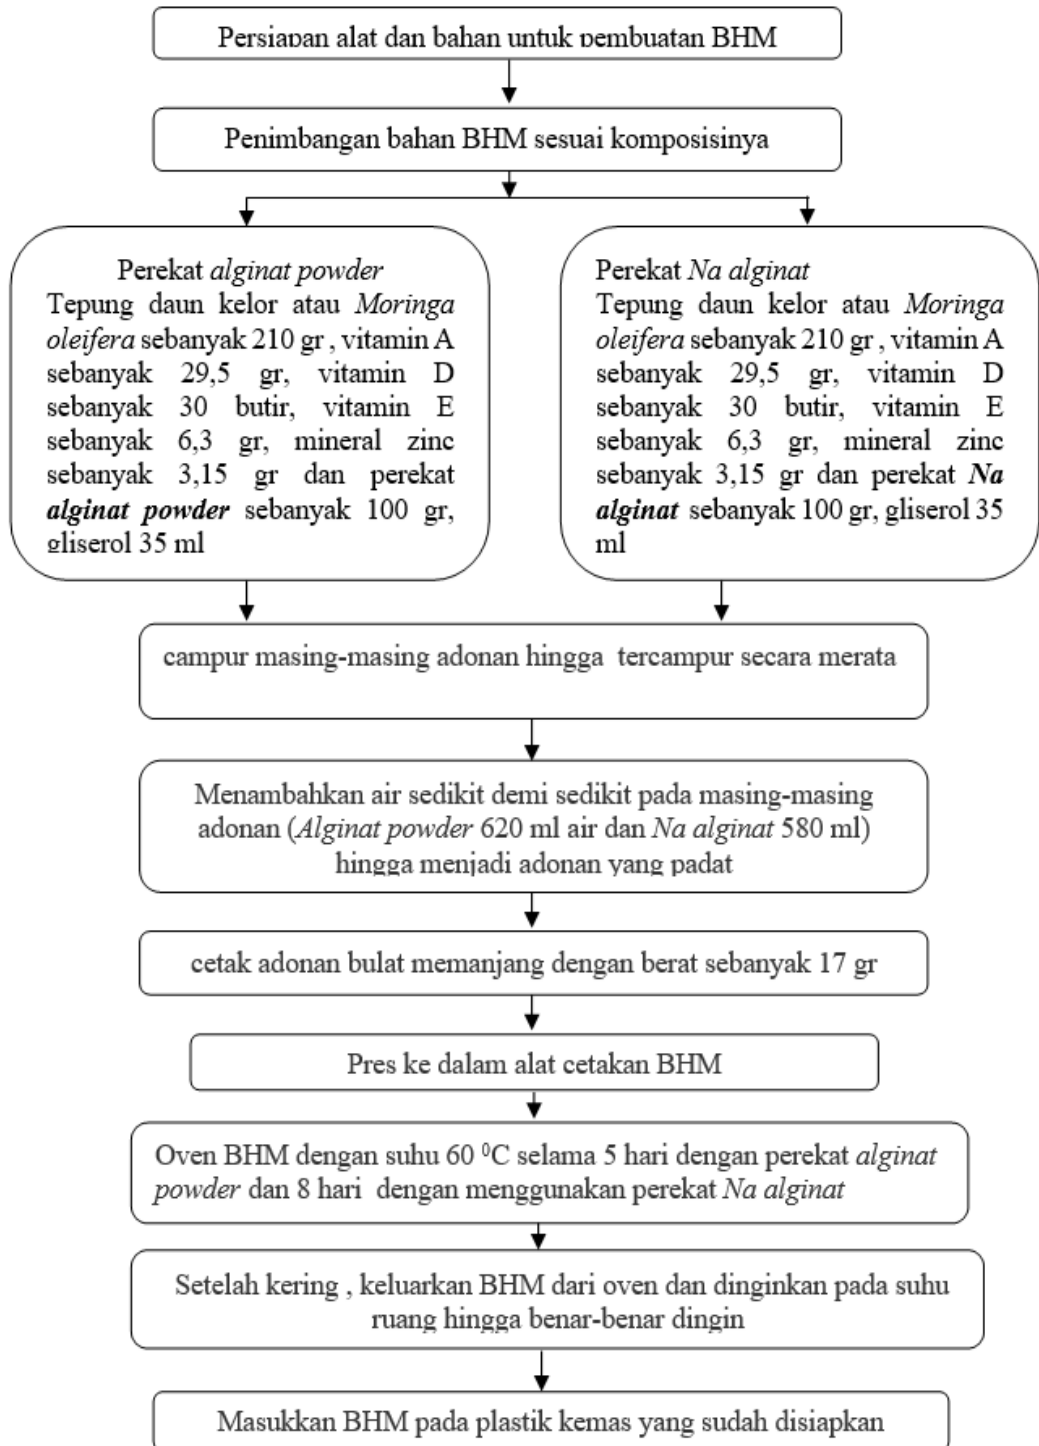 Persiapan alat dan bahan untuk pembuatan BHM
Penimbangan bahan BHM sesuai komposisinya
Perekat alginat powder
Tepung daun kelor atau Moringa
oleifera sebanyak 210 gr , vitamin A
sebanyak 29,5 gr, vitamin D
sebanyak 30 butir, vitamin E
sebanyak 6,3 gr, mineral zinc
sebanyak 3,15 gr dan perekat
alginat powder sebanyak 100 gr,
gliserol 35 ml
Perekat Na alginat
Tepung daun kelor atau Moringa
oleifera sebanyak 210 gr , vitamin A
sebanyak 29,5 gr, vitamin D
sebanyak 30 butir, vitamin E
sebanyak 6,3 gr, mineral zinc
sebanyak 3,15 gr dan perekat Na
alginat sebanyak 100 gr, gliserol 35
ml
campur masing-masing adonan hingga tercampur secara merata
Menambahkan air sedikit demi sedikit pada masing-masing
adonan (Alginat powder 620 ml air dan Na alginat 580 ml)
hingga menjadi adonan yang padat
cetak adonan bulat memanjang dengan berat sebanyak 17 gr
Pres ke dalam alat cetakan BHM
Oven BHM dengan suhu 60 ⁰C selama 5 hari dengan perekat alginat
powder dan 8 hari dengan menggunakan perekat Na alginat
Setelah kering , keluarkan BHM dari oven dan dinginkan pada suhu
ruang hingga benar-benar dingin
Masukkan BHM pada plastik kemas yang sudah disiapkan